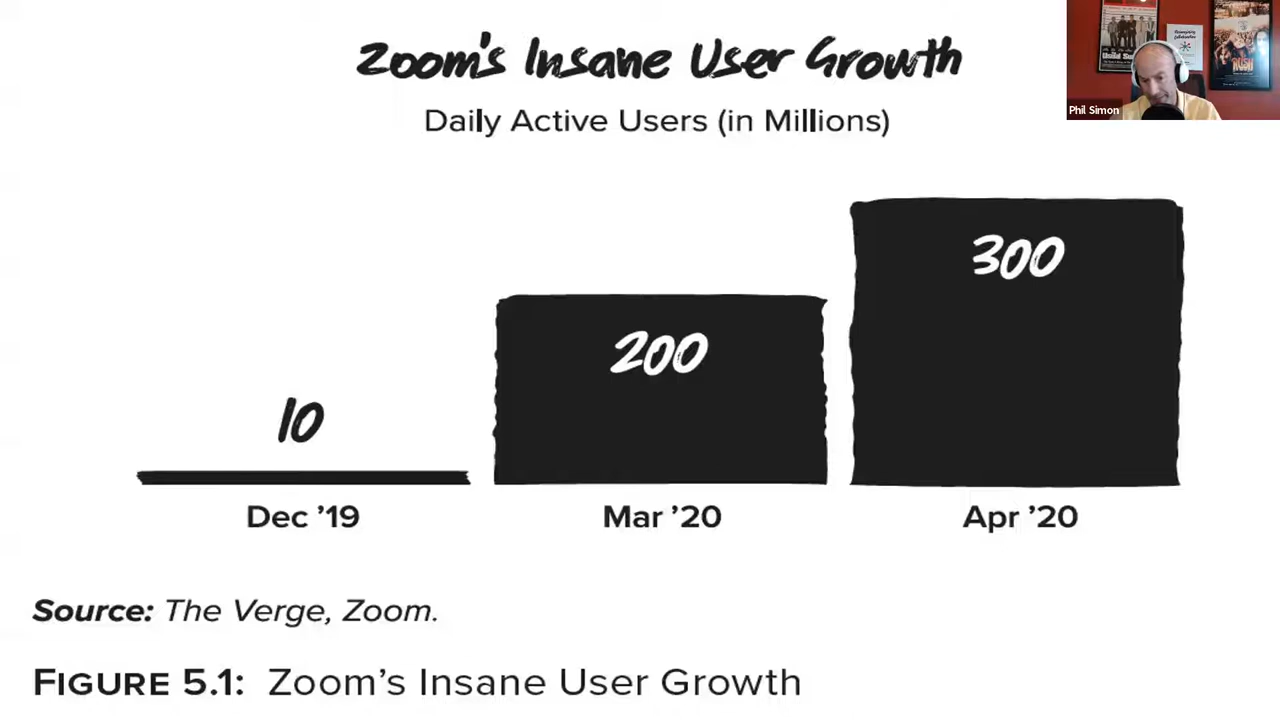 Zoom's Insane User Growth
Daily Active Users (in Millions)
Phil Simon
RUSH
300
200
10
Dec ’19
Mar ’20
Apr ’20
Source: The Verge, Zoom.
FIGURE 5.1: Zoom’s Insane User Growth